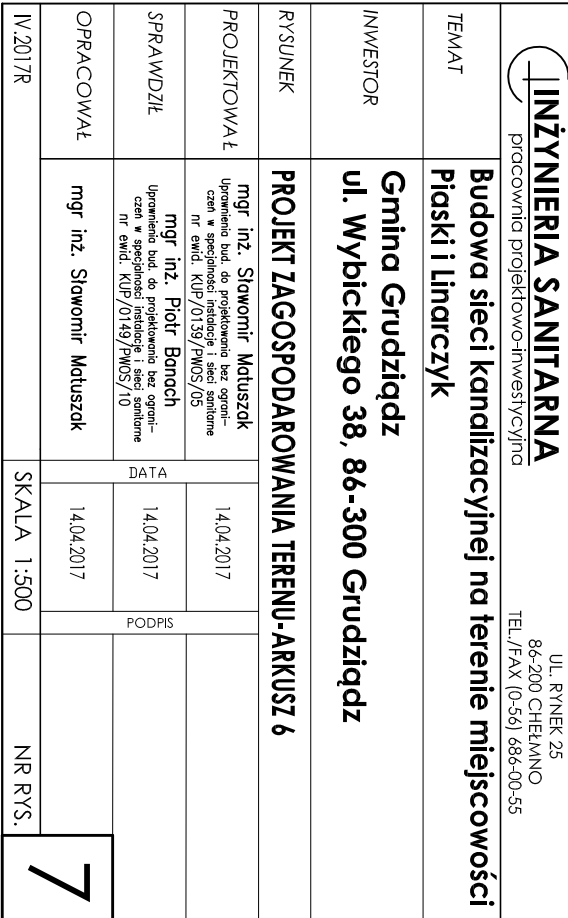 INŻYNIERIA SANITARNA
pracownia projektowo-inwestycyjna
UL. RYNEK 25
86-200 CHEŁMNO
TEL./FAX (0-56) 686-00-55
TEMAT
Budowa sieci kanalizacyjnej na terenie miejscowości
Piaski i Linarczyk
INWESTOR
Gmina Grudziądz
ul. Wybickiego 38, 86-300 Grudziądz
RYSUNEK
PROJEKT ZAGOSPODAROWANIA TERENU-ARKUSZ 6
PROJEKTOWAŁ
mgr inż. Sławomir Matuszak
Uprawnienia bud. do projektowania bez ograni-
czeń w specjalności instalacje i sieci sanitarne
nr ewid. KUP/0139/PWOS/05
DATA
14.04.2017
PODPIS
SPRAWDZIŁ
mgr inż. Piotr Banach
Uprawnienia bud. do projektowania bez ograni-
czeń w specjalności instalacje i sieci sanitarne
nr ewid. KUP/0149/PWOS/10
14.04.2017
OPRACOWAŁ
mgr inż. Sławomir Matuszak
14.04.2017
IV.2017R
SKALA 1:500
NR RYS.
7